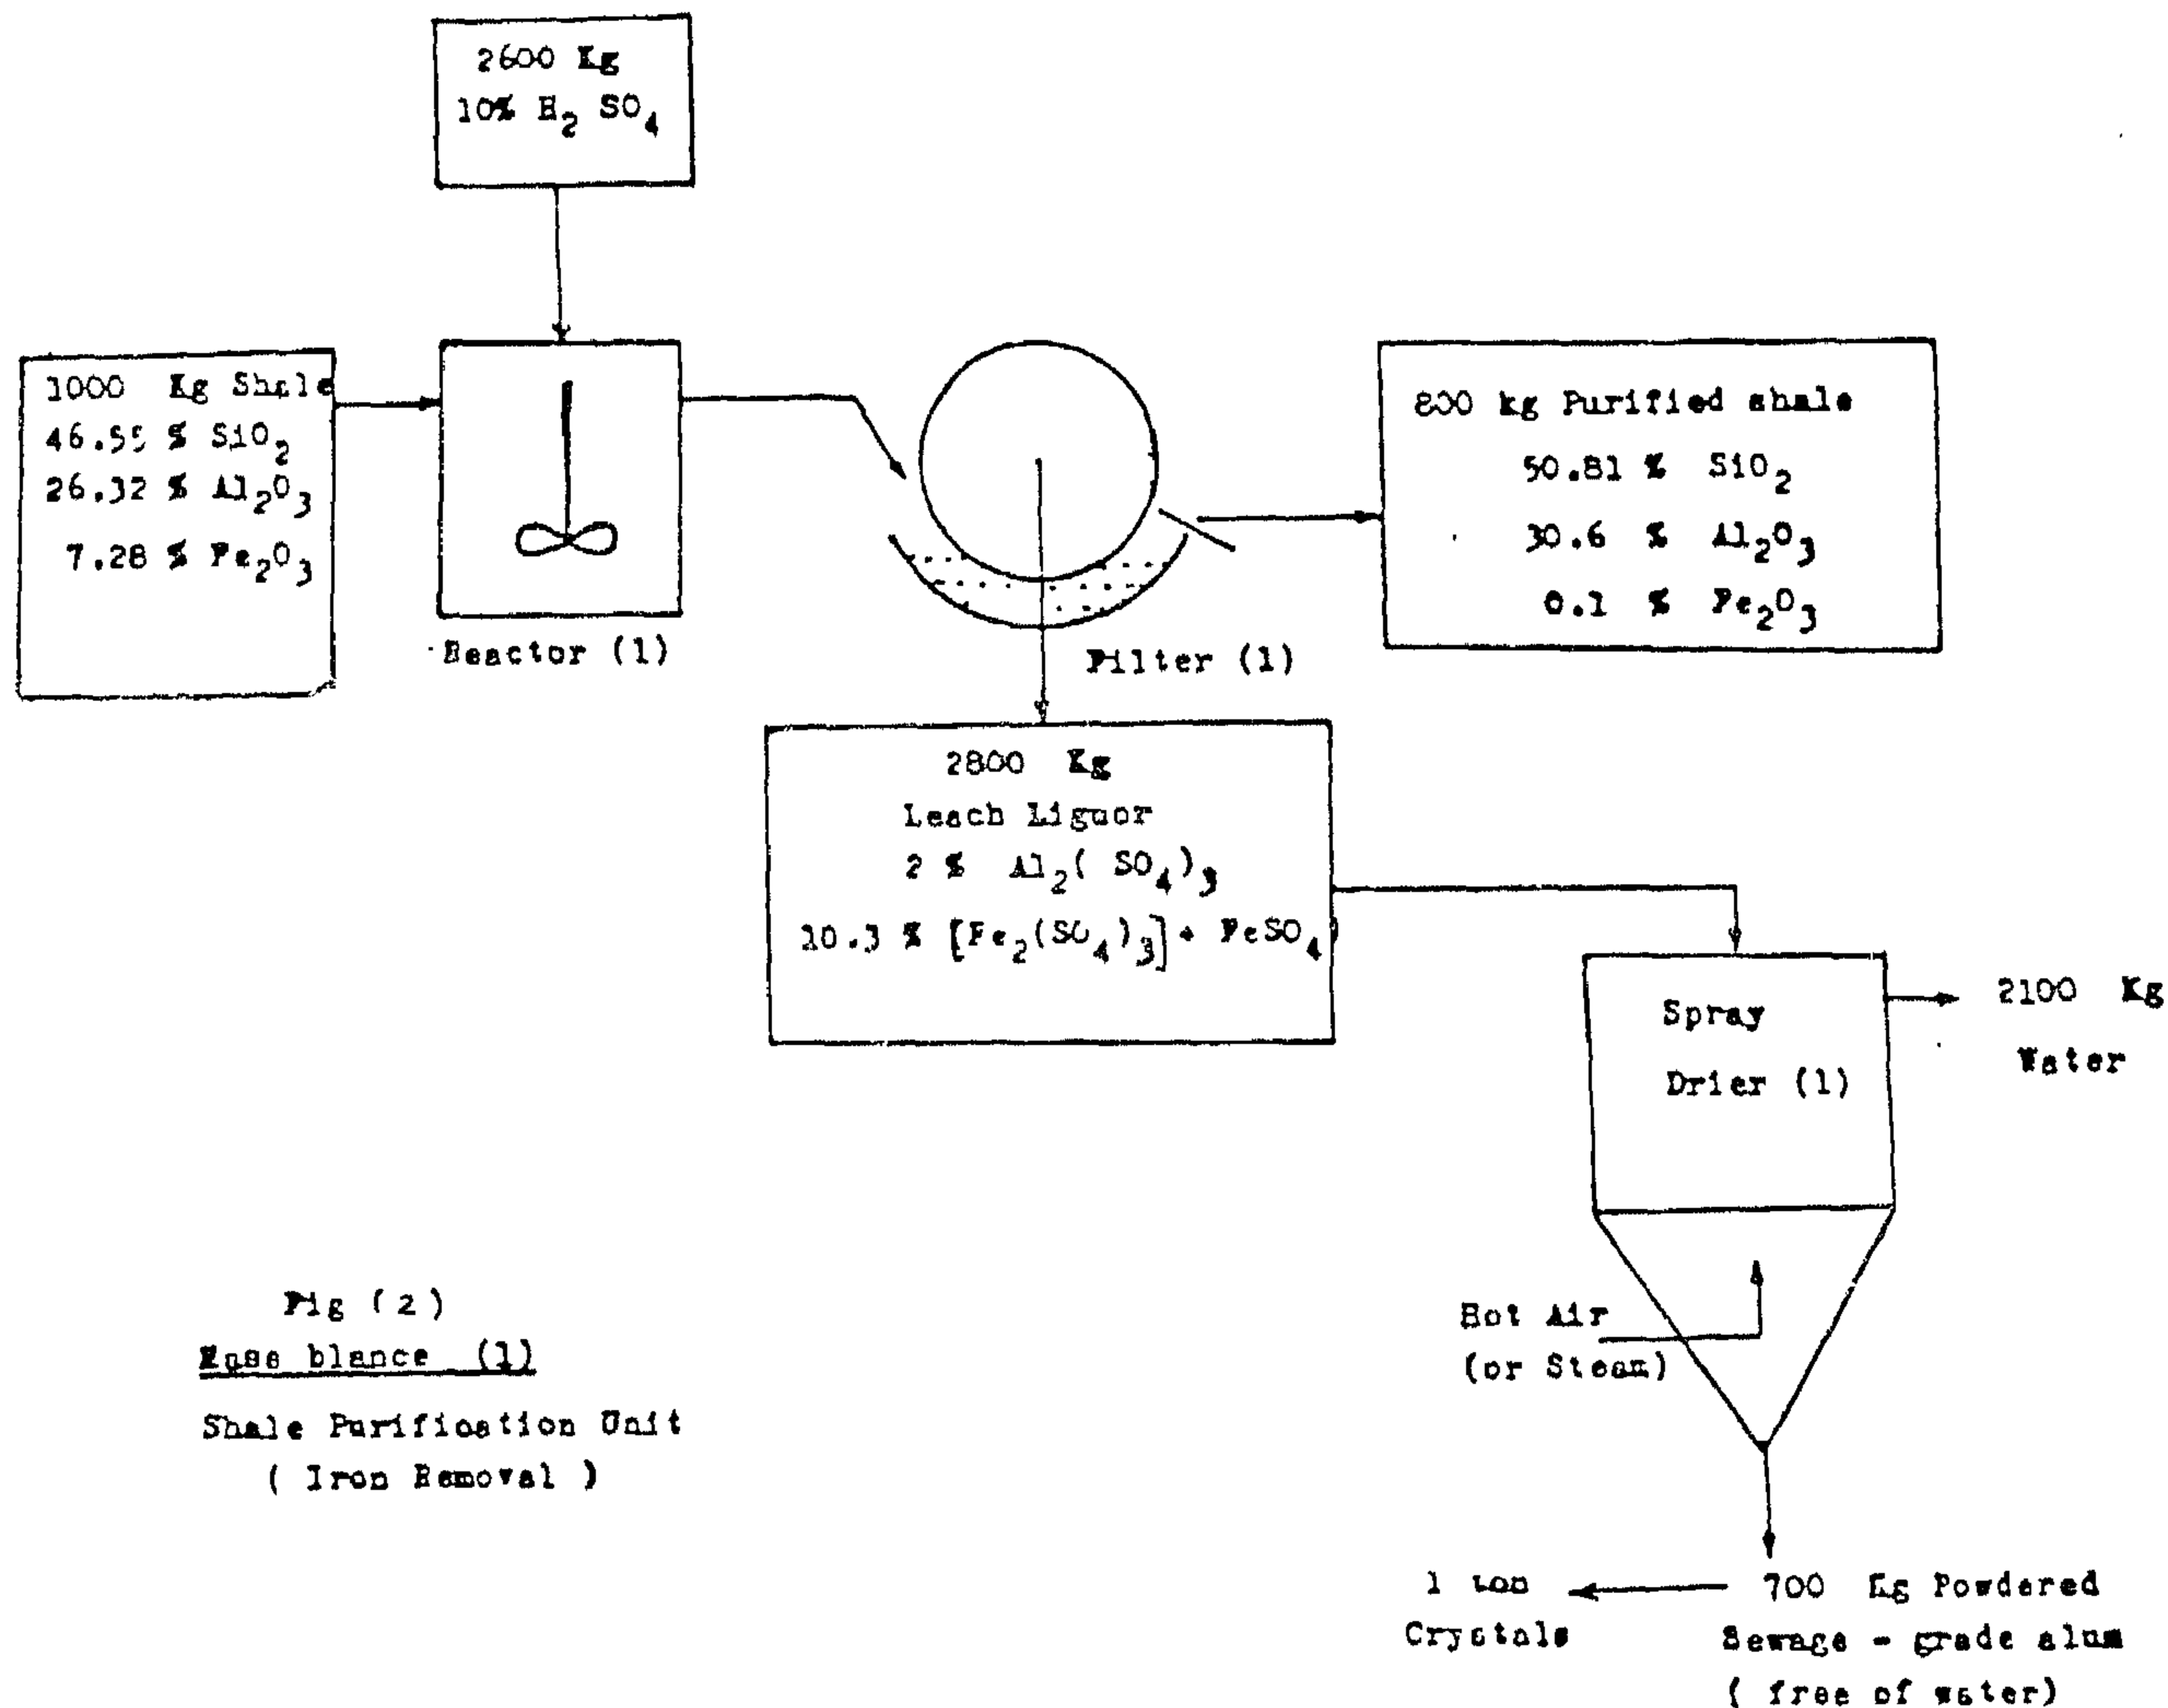 2600 Kg
10% H2 SO4
1000 Kg Shale
46.55 % SiO2
26.32 % Al2O3
7.28 % Fe2O3
Reactor (1)
Filter (1)
800 kg Purified shale
50.81 % SiO2
30.6 % Al2O3
0.1 % Fe2O3
2800 Kg
Leach Liguor
2 % Al2( SO4)3
10.3 % [Fe2(SO4)3]+ FeSO4
Spray
Drier (1)
2100 Kg
Water
Hot Air
(or Steam)
1 ton
Crystals
700 Kg Powdered
Sewage - grade alum
( free of water)
Fig (2)
Mass blance (1)
Shale Purification Unit
( Iron Removal )